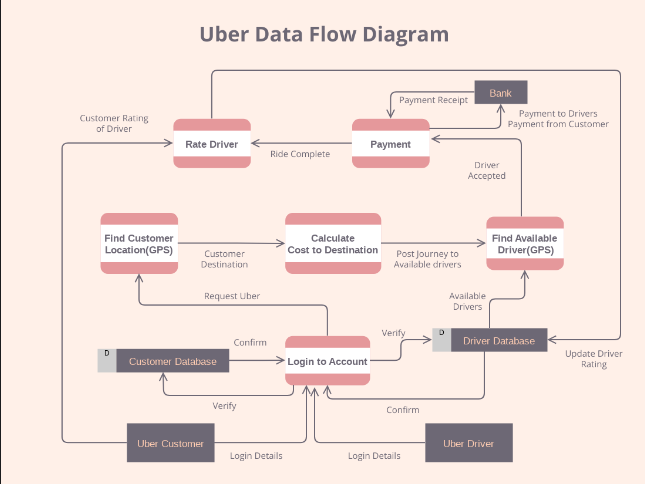 Uber Data Flow Diagram
Bank
Payment Receipt
Payment to Drivers
Payment from Customer
Customer Rating
of Driver
Rate Driver
Ride Complete
Payment
Driver
Accepted
Find Customer
Location(GPS)
Customer
Destination
Calculate
Cost to Destination
Post Journey to
Available drivers
Find Available
Driver(GPS)
Request Uber
Available
Drivers
D
Customer Database
Confirm
Login to Account
Verify
D
Driver Database
Update Driver
Rating
Verify
Confirm
Uber Customer
Login Details
Login Details
Uber Driver